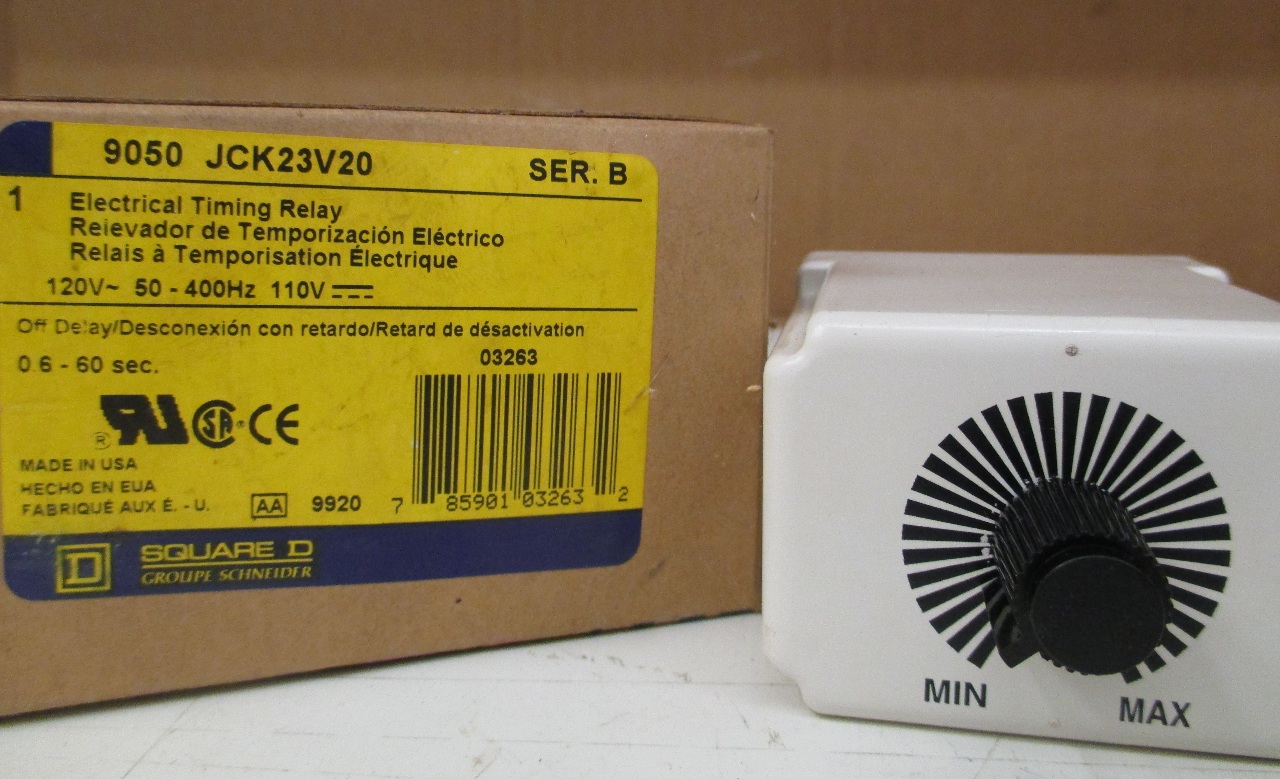 9050 JCK23V20 SER. B
1 Electrical Timing Relay
Reievador de Temporización Eléctrico
Relais à Temporisation Électrique
120V~ 50 - 400Hz 110V
Off Delay/Desconexión con retardo/Retard de désactivation
0.6 - 60 sec.
03263
® RU SA ® CE
MADE IN USA
HECHO EN EUA
FABRIQUÉ AUX É. - U.
AA 9920
7 85901 03263 2
D SQUARE D
GROUPE SCHNEIDER
MIN
MAX